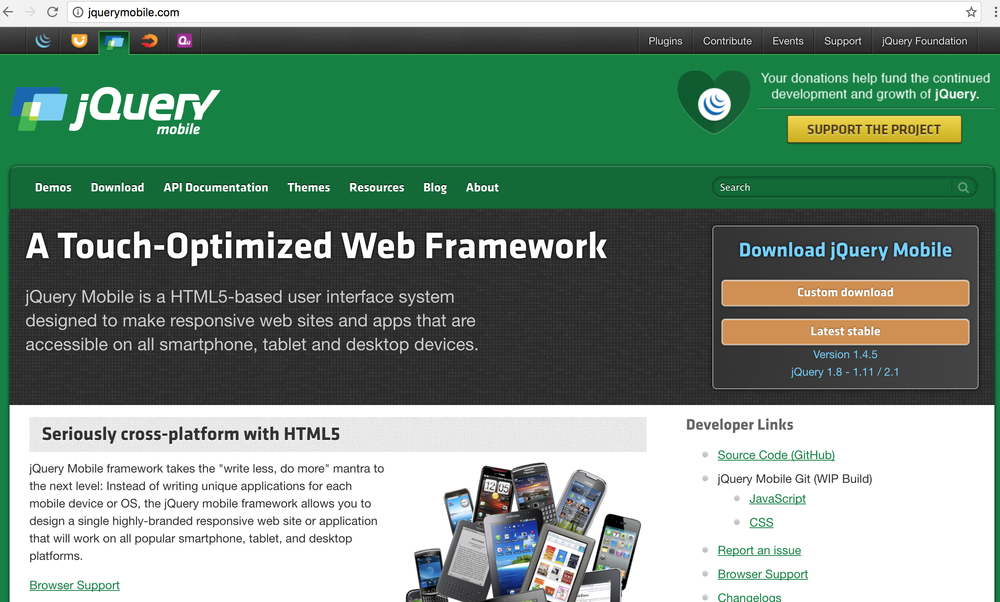 jquerymobile.com
Plugins Contribute Events Support jQuery Foundation
jQuery
mobile
Your donations help fund the continued
development and growth of jQuery.
SUPPORT THE PROJECT
Demos Download API Documentation Themes Resources Blog About Search
A Touch-Optimized Web Framework
jQuery Mobile is a HTML5-based user interface system
designed to make responsive web sites and apps that are
accessible on all smartphone, tablet and desktop devices.
Download jQuery Mobile
Custom download
Latest stable
Version 1.4.5
jQuery 1.8 - 1.11 / 2.1
Seriously cross-platform with HTML5
jQuery Mobile framework takes the "write less, do more" mantra to
the next level: Instead of writing unique applications for each
mobile device or OS, the jQuery mobile framework allows you to
design a single highly-branded responsive web site or application
that will work on all popular smartphone, tablet, and desktop
platforms.
Browser Support
12 05
SAMSUNG
Developer Links
Source Code (GitHub)
jQuery Mobile Git (WIP Build)
JavaScript
CSS
Report an issue
Browser Support
Changelogs